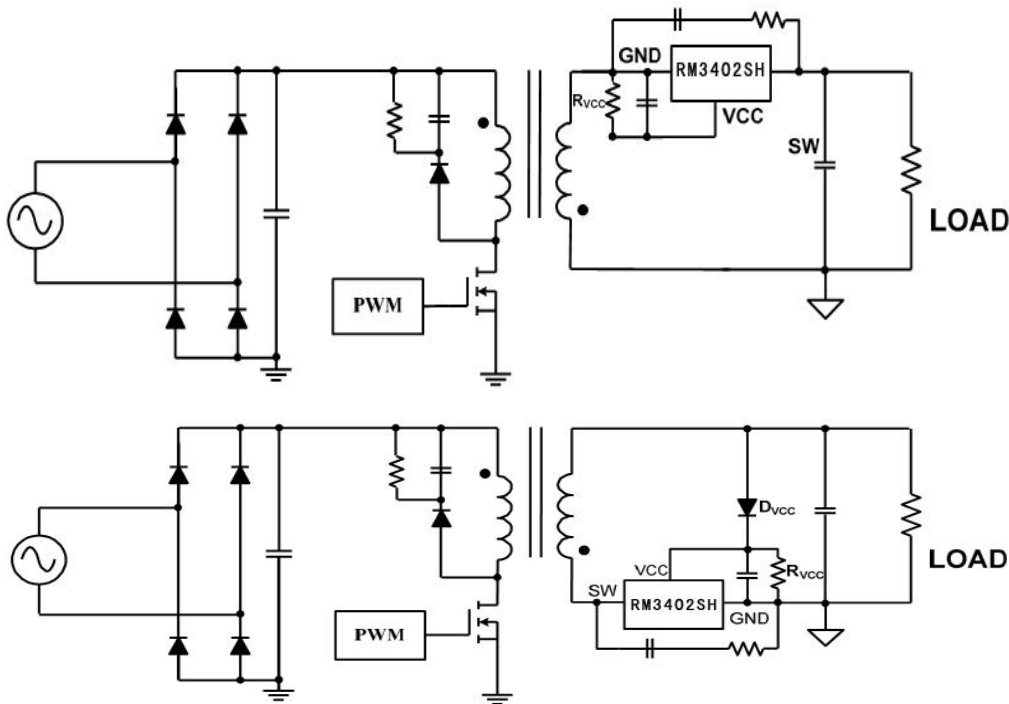 GND
RM3402SH
RVCC
VCC
SW
LOAD
PWM
DVCC
VCC
RVCC
SW
RM3402SH
GND
LOAD
PWM